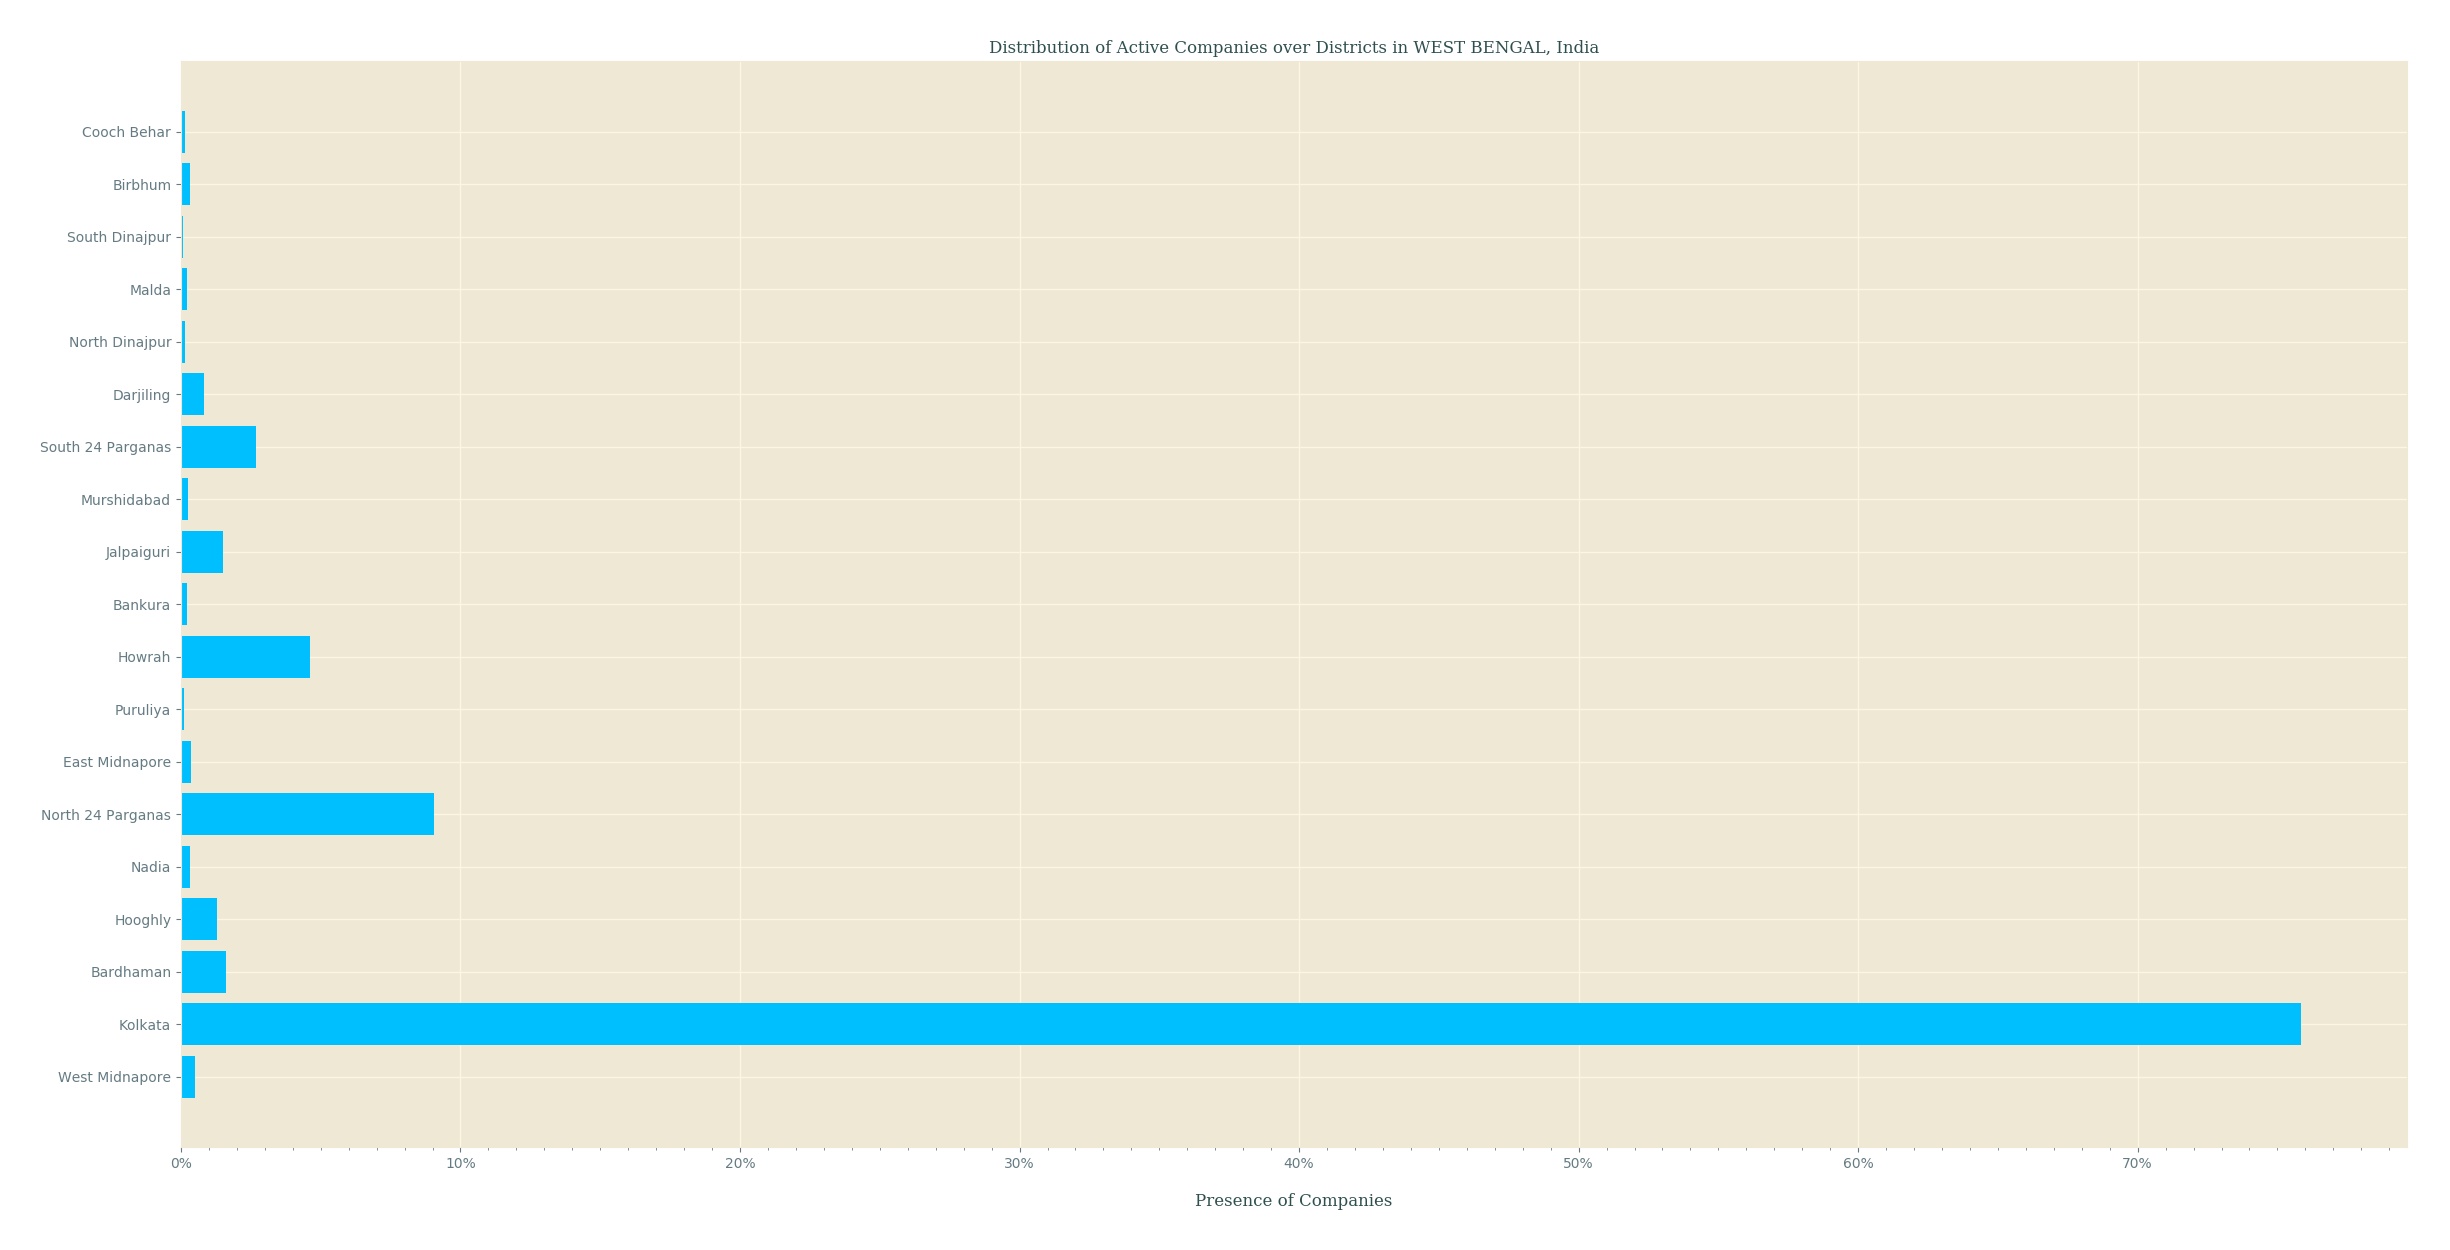 Distribution of Active Companies over Districts in WEST BENGAL, India
Cooch Behar
Birbhum
South Dinajpur
Malda
North Dinajpur
Darjiling
South 24 Parganas
Murshidabad
Jalpaiguri
Bankura
Howrah
Puruliya
East Midnapore
North 24 Parganas
Nadia
Hooghly
Bardhaman
Kolkata
West Midnapore
0% 10% 20% 30% 40% 50% 60% 70%
Presence of Companies